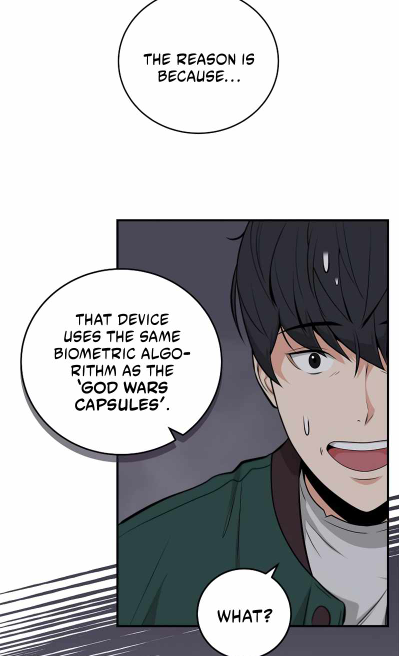 THE REASON IS
BECAUSE...
THAT DEVICE
USES THE SAME
BIOMETRIC ALGO-
RITHM AS THE
'GOD WARS
CAPSULES'.
WHAT?